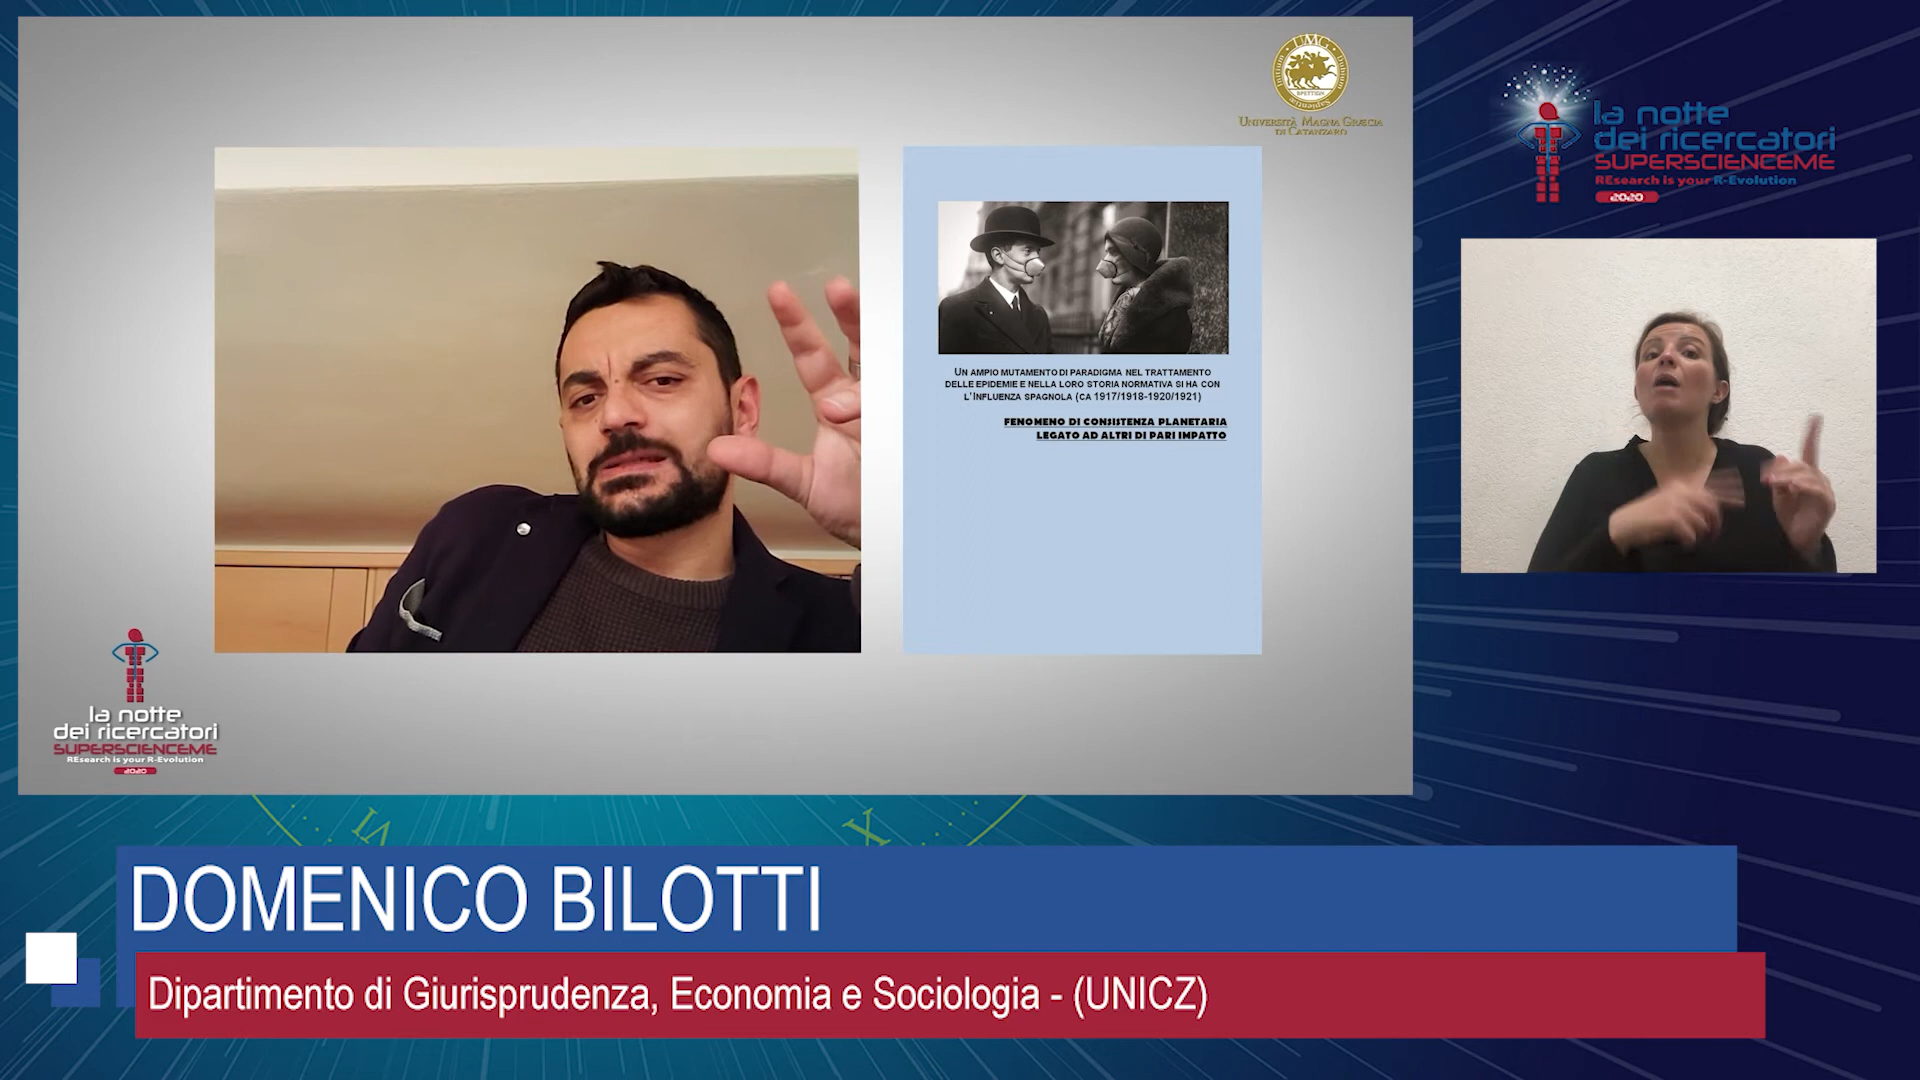 UMG
Università Magna Græcia
di Catanzaro
la notte
dei ricercatori
SUPERSCIENCEME
REsearch is your R-Evolution
2020
Un ampio mutamento di paradigma nel trattamento
delle epidemie e nella loro storia normativa si ha con
l'Influenza spagnola (ca 1917/1918-1920/1921)
FENOMENO DI CONSISTENZA PLANETARIA
LEGATO AD ALTRI DI PARI IMPATTO
la notte
dei ricercatori
SUPERSCIENCEME
REsearch is your R-Evolution
2020
VI
X
DOMENICO BILOTTI
Dipartimento di Giurisprudenza, Economia e Sociologia - (UNICZ)